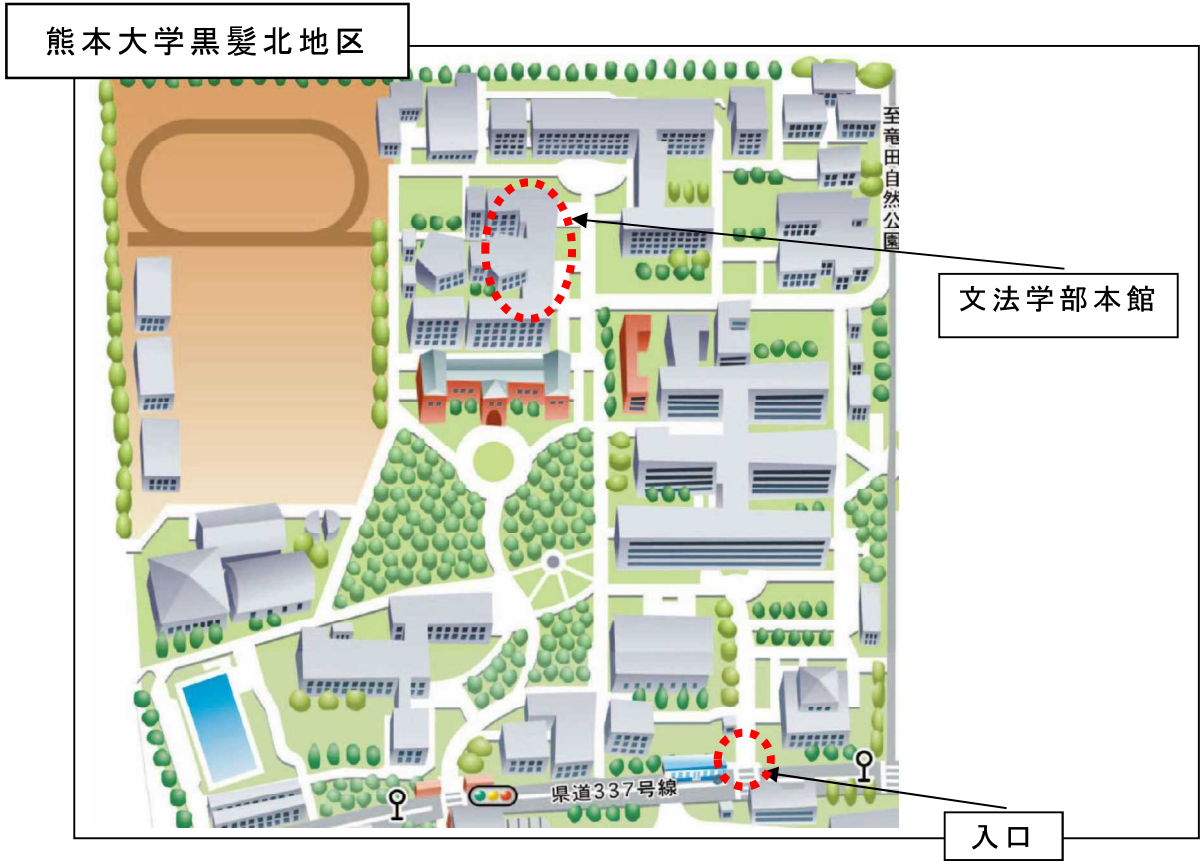 熊本大学黒髪北地区
至竜田自然公園
文法学部本館
県道337号線
入口